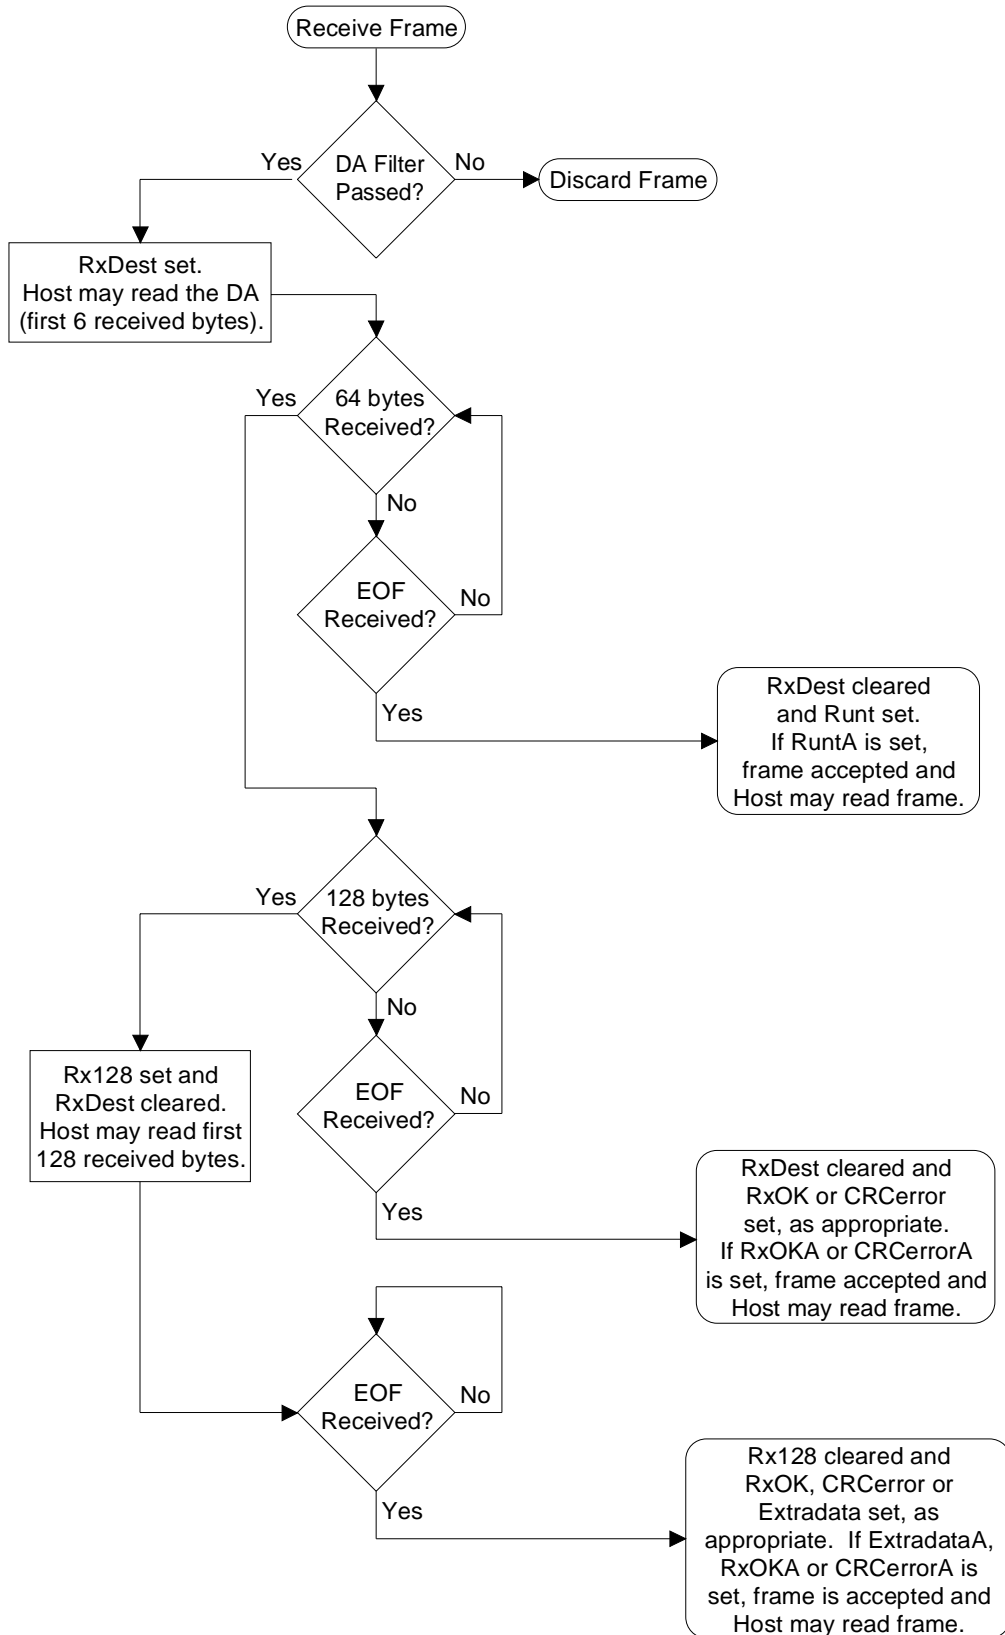 Receive Frame
Yes
DA Filter
Passed?
No
Discard Frame
RxDest set.
Host may read the DA
(first 6 received bytes).
Yes
64 bytes
Received?
No
EOF
Received?
No
Yes
RxDest cleared
and Runt set.
If RuntA is set,
frame accepted and
Host may read frame.
Yes
128 bytes
Received?
No
Rx128 set and
RxDest cleared.
Host may read first
128 received bytes.
EOF
Received?
No
Yes
RxDest cleared and
RxOK or CRCerror
set, as appropriate.
If RxOKA or CRCerrorA
is set, frame accepted and
Host may read frame.
EOF
Received?
No
Yes
Rx128 cleared and
RxOK, CRCerror or
Extradata set, as
appropriate.  If ExtradataA,
RxOKA or CRCerrorA is
set, frame is accepted and
Host may read frame.